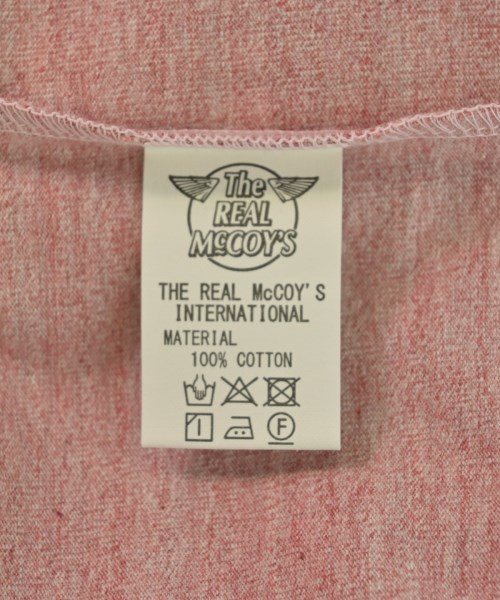 The
REAL
McCOY'S
THE REAL McCOY'S
INTERNATIONAL
MATERIAL
100% COTTON
F